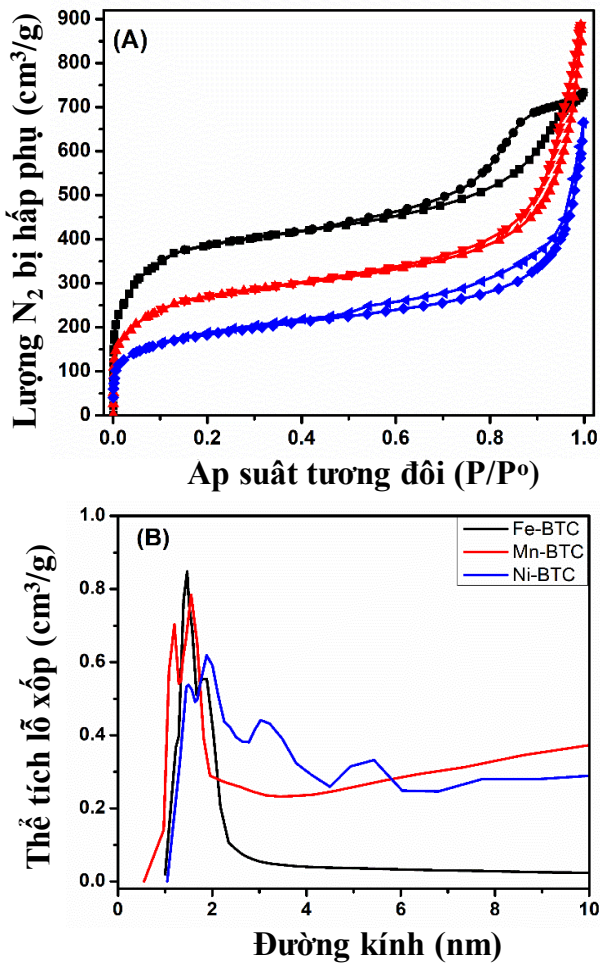 (A)
Lượng N₂ bị hấp phụ (cm³/g)
900
800
700
600
500
400
300
200
100
0
0.0 0.2 0.4 0.6 0.8 1.0
Ap suât tương đôi (P/Pᵒ)
(B)
Fe-BTC
Mn-BTC
Ni-BTC
Thể tích lỗ xốp (cm³/g)
1.0
0.8
0.6
0.4
0.2
0.0
0 2 4 6 8 10
Đường kính (nm)